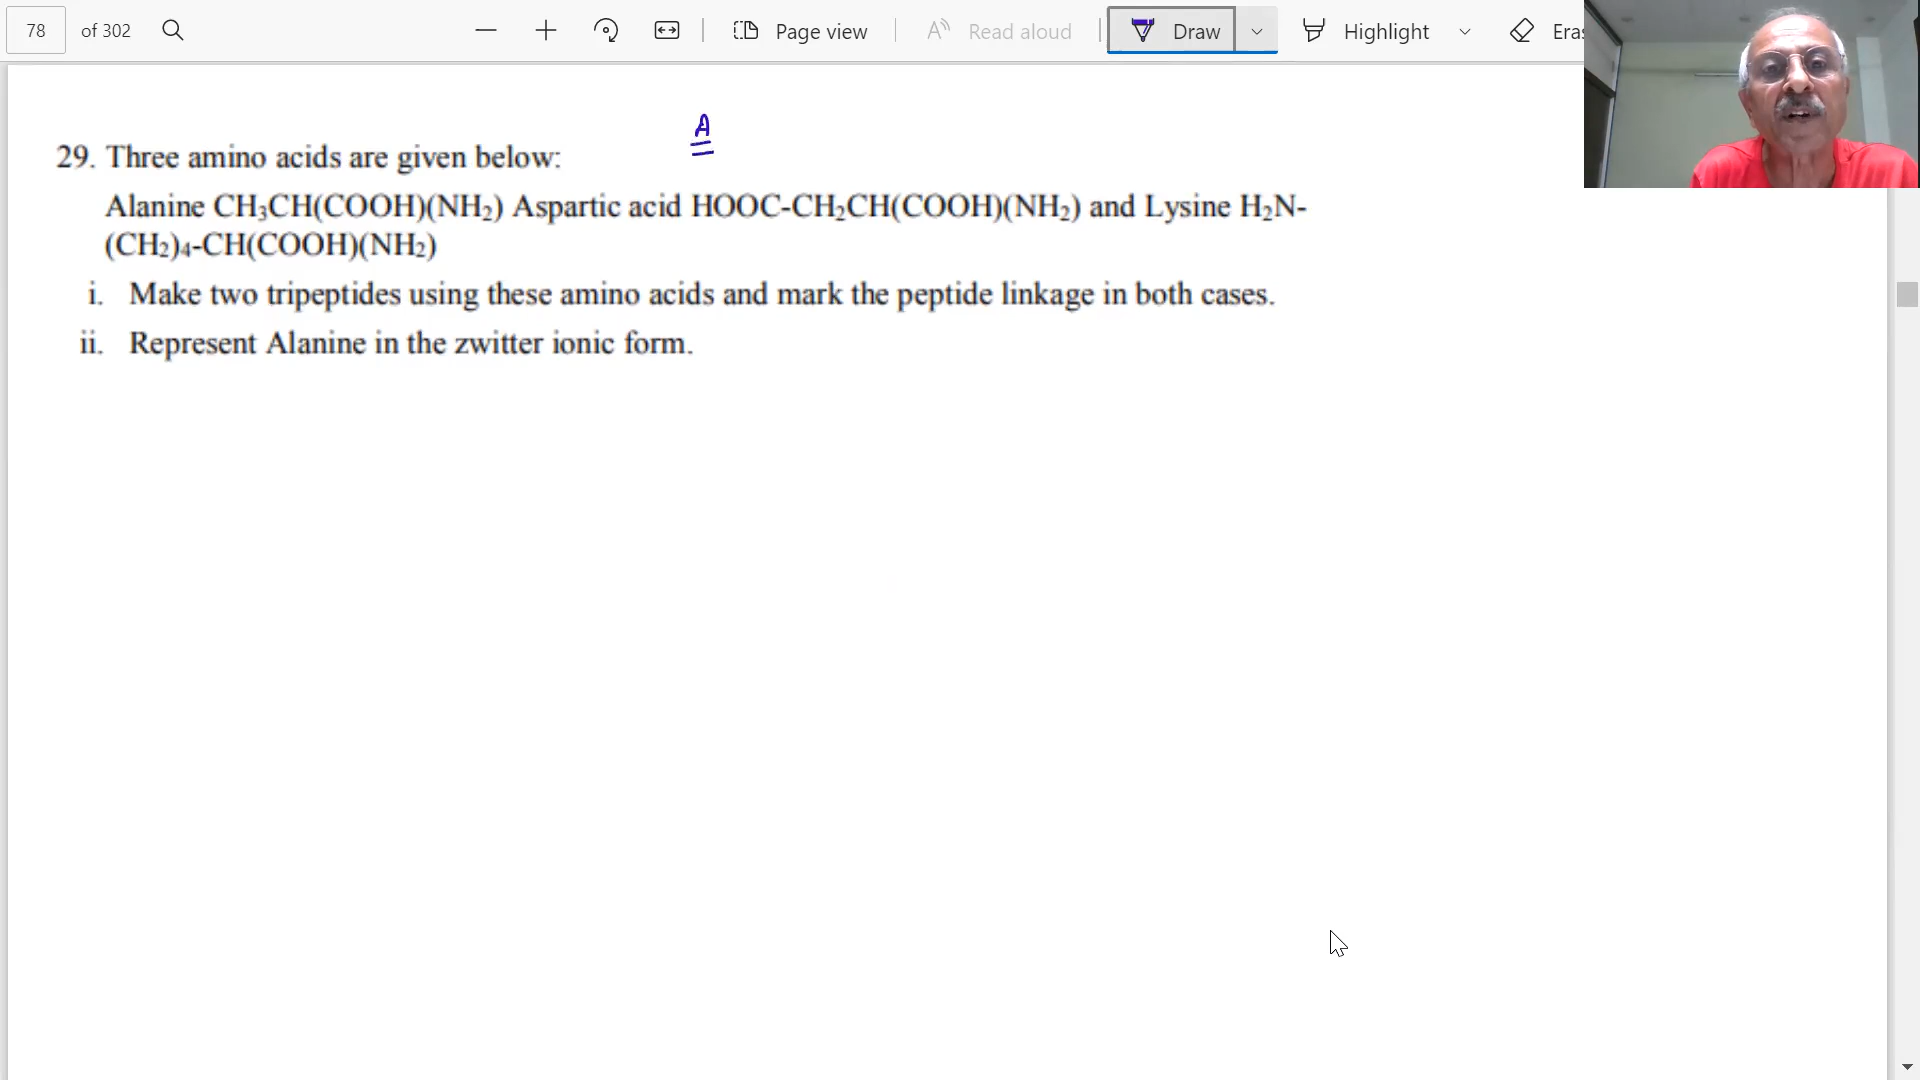 78 of 302 Page view Read aloud Draw Highlight Eras
A
29. Three amino acids are given below:
Alanine CH₃CH(COOH)(NH₂) Aspartic acid HOOC-CH₂CH(COOH)(NH₂) and Lysine H₂N-
(CH₂)₄-CH(COOH)(NH₂)
i. Make two tripeptides using these amino acids and mark the peptide linkage in both cases.
ii. Represent Alanine in the zwitter ionic form.